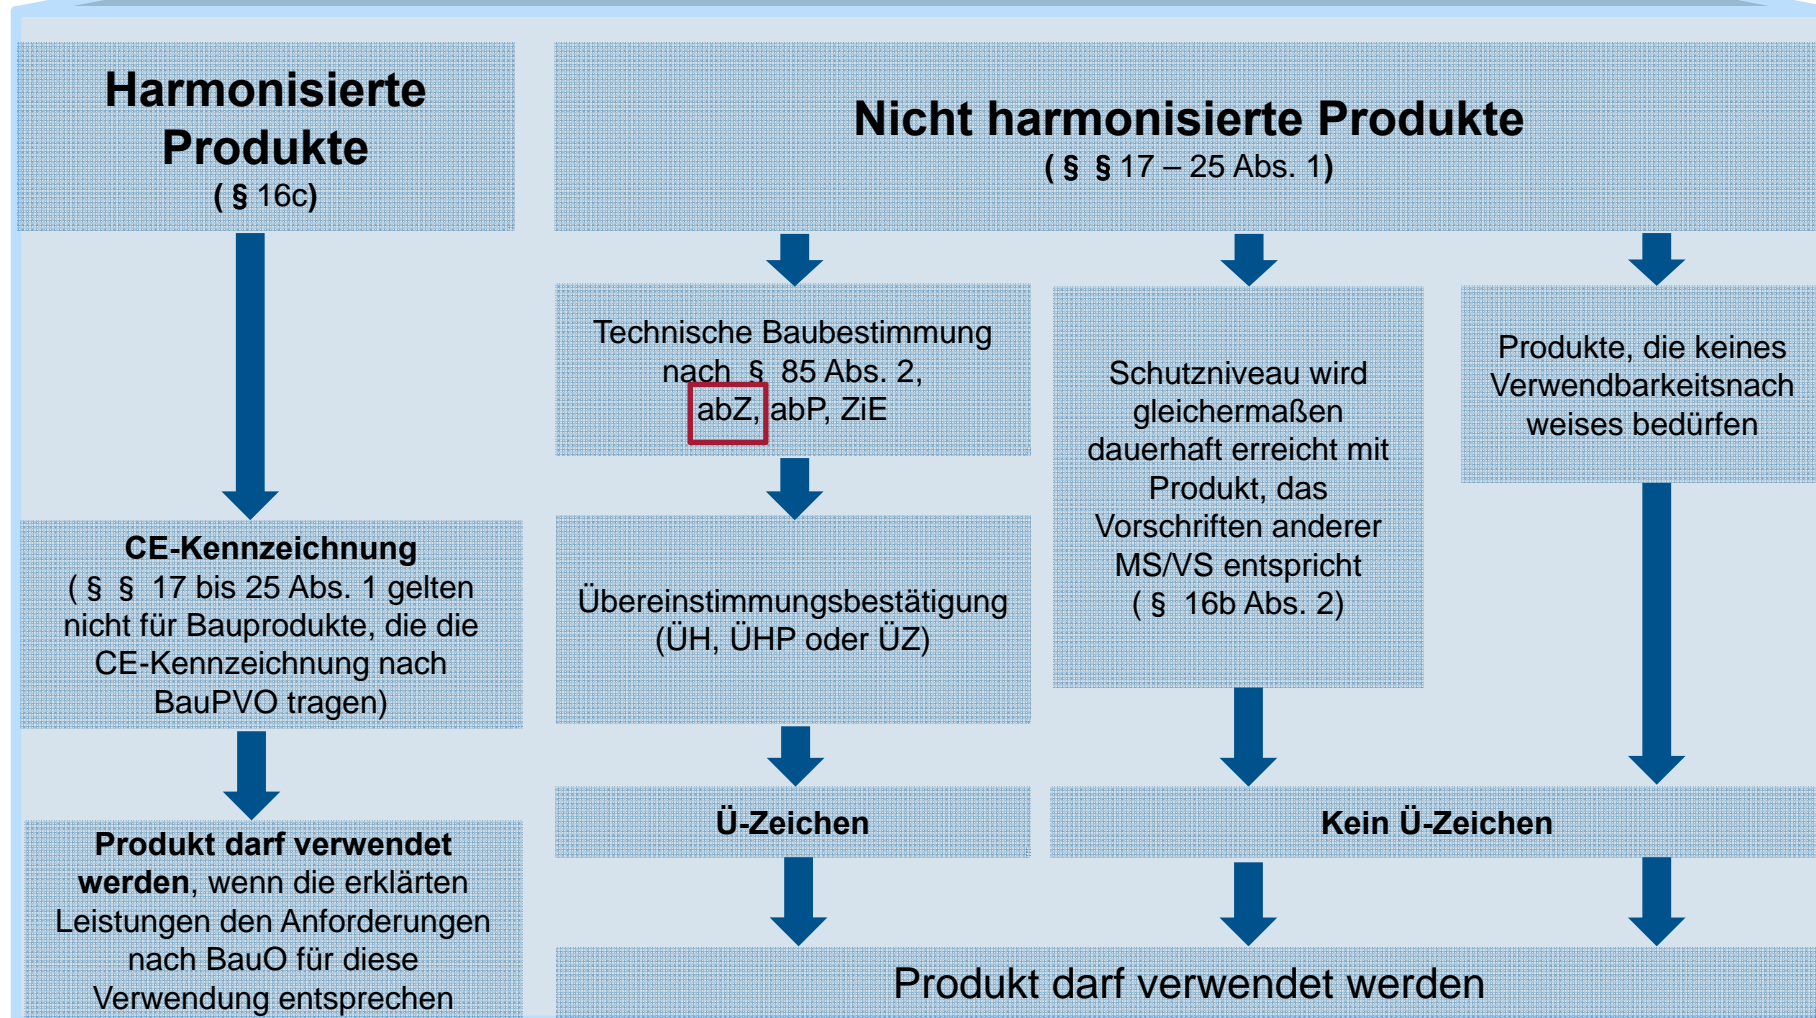 Harmonisierte
Produkte
( § 16c)
Nicht harmonisierte Produkte
( § § 17 – 25 Abs. 1)
Technische Baubestimmung
nach § 85 Abs. 2,
abZ, abP, ZiE
Schutzniveau wird
gleichermaßen
dauerhaft erreicht mit
Produkt, das
Vorschriften anderer
MS/VS entspricht
( § 16b Abs. 2)
Produkte, die keines
Verwendbarkeitsnach
weises bedürfen
CE-Kennzeichnung
( § § 17 bis 25 Abs. 1 gelten
nicht für Bauprodukte, die die
CE-Kennzeichnung nach
BauPVO tragen)
Übereinstimmungsbestätigung
(ÜH, ÜHP oder ÜZ)
Ü-Zeichen
Kein Ü-Zeichen
Produkt darf verwendet
werden, wenn die erklärten
Leistungen den Anforderungen
nach BauO für diese
Verwendung entsprechen
Produkt darf verwendet werden